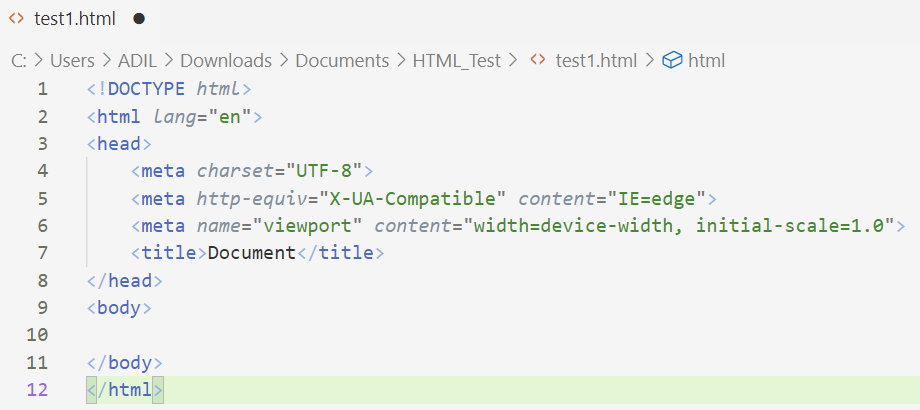 test1.html
C: > Users > ADIL > Downloads > Documents > HTML_Test > <> test1.html > html
1 <!DOCTYPE html>
2 <html lang="en">
3 <head>
4     <meta charset="UTF-8">
5     <meta http-equiv="X-UA-Compatible" content="IE=edge">
6     <meta name="viewport" content="width=device-width, initial-scale=1.0">
7     <title>Document</title>
8 </head>
9 <body>
10
11 </body>
12 </html>